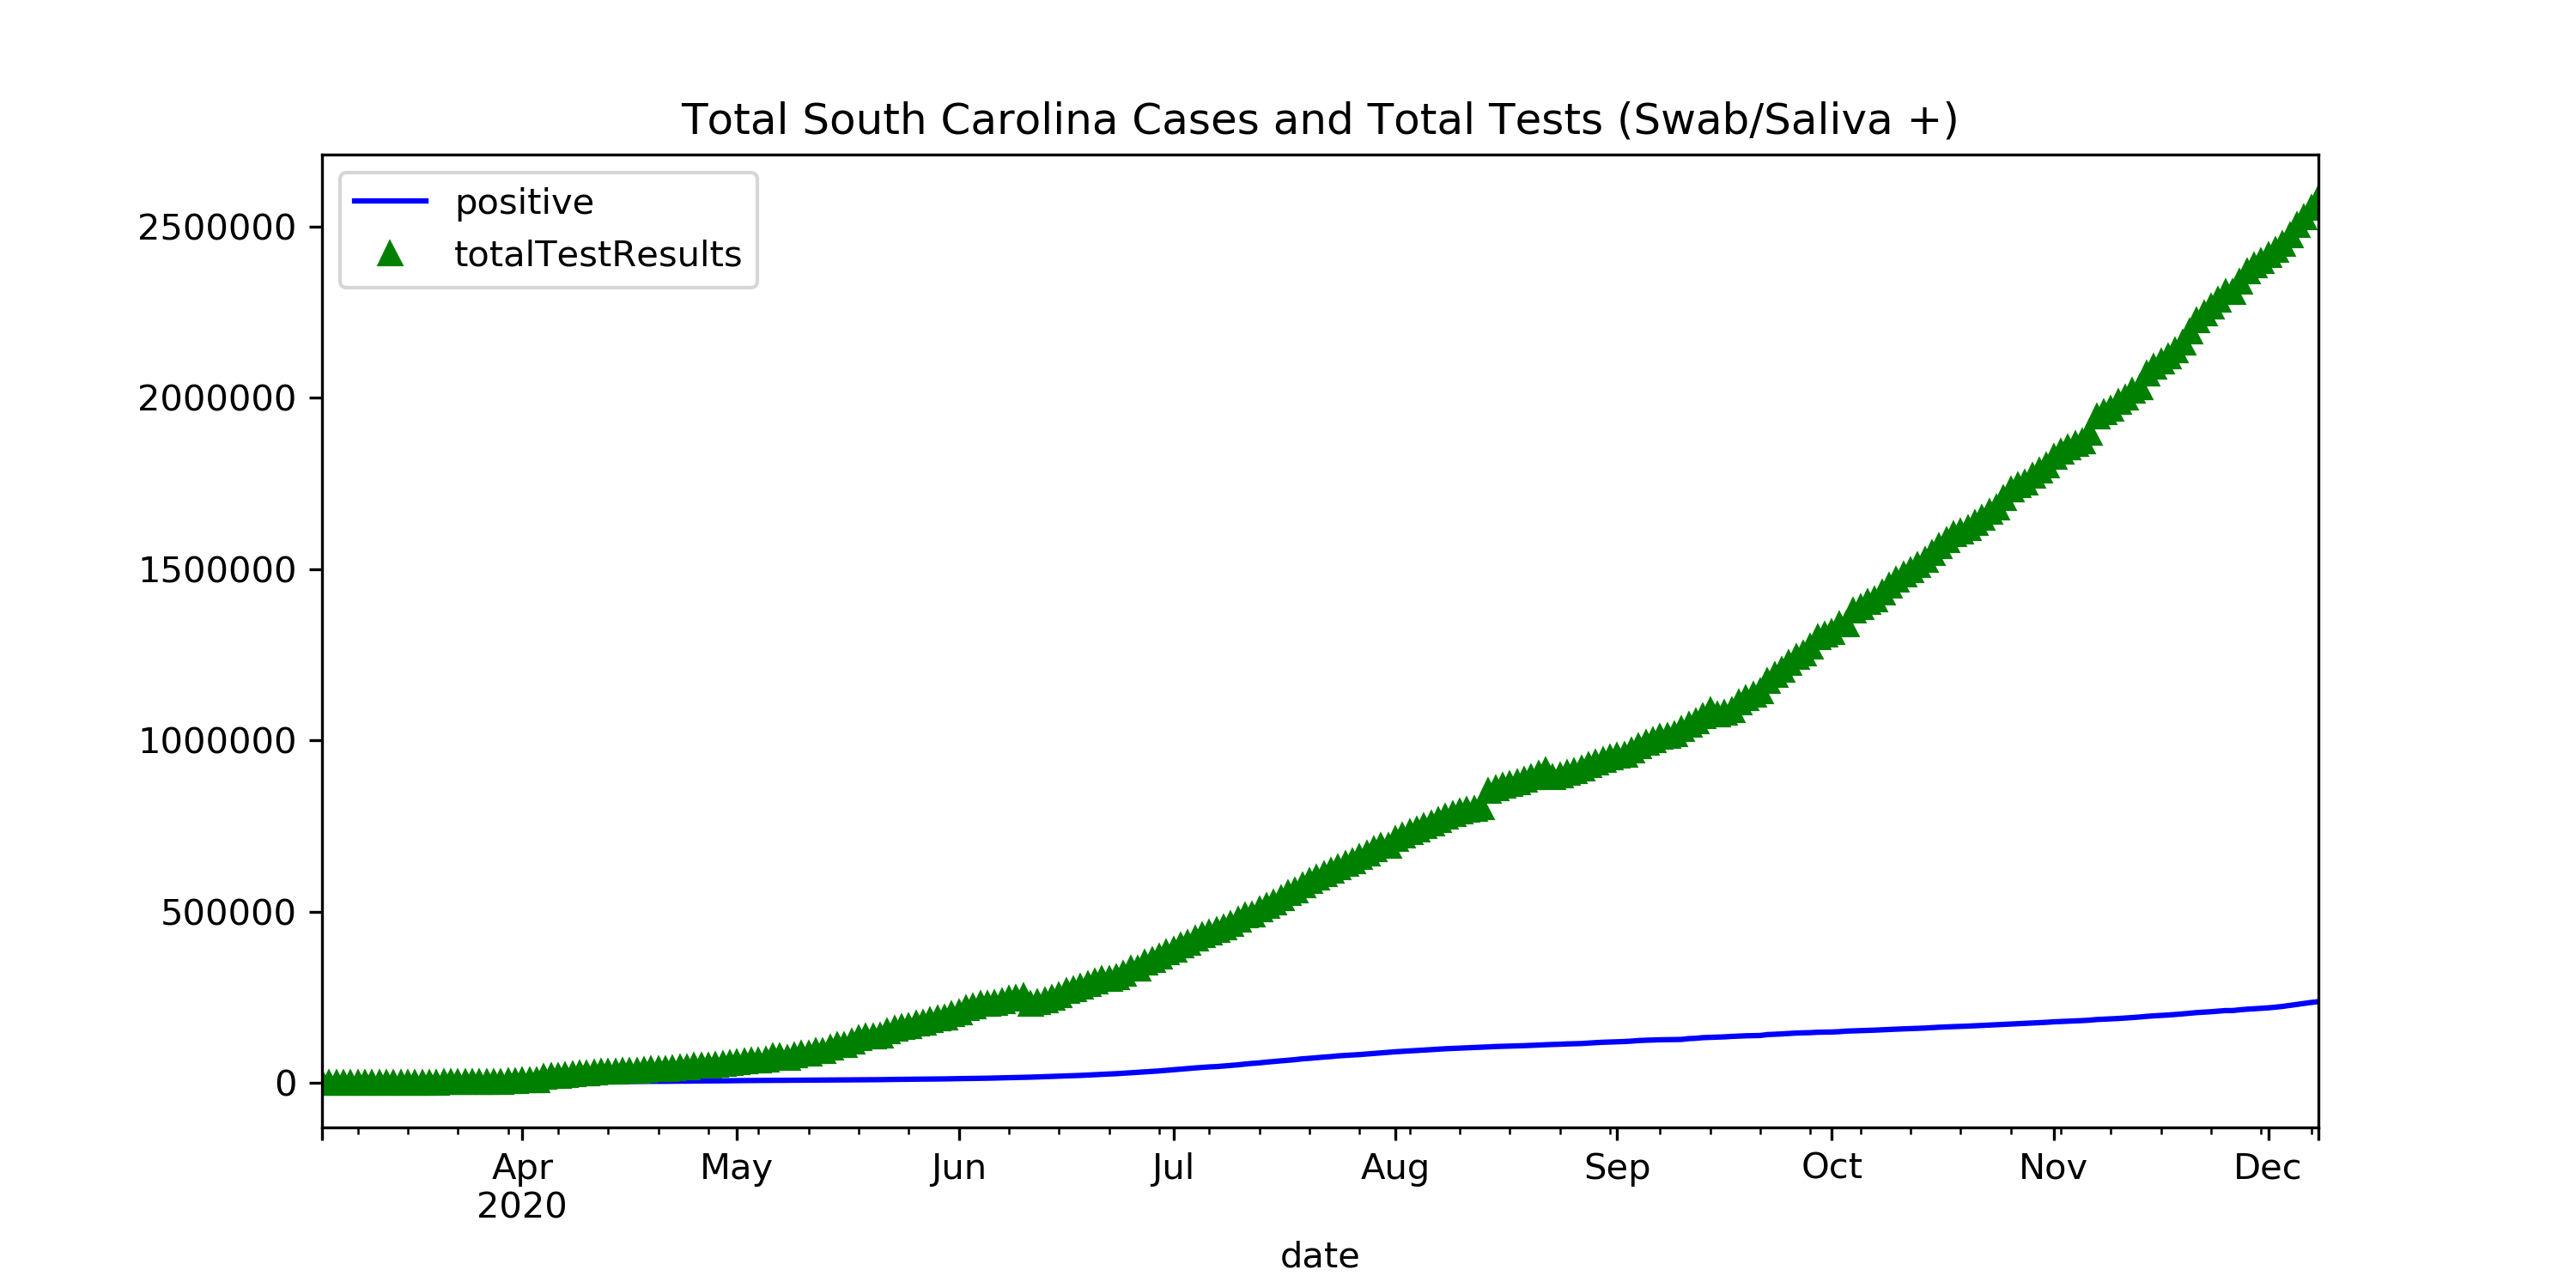 Total South Carolina Cases and Total Tests (Swab/Saliva +)
positive
totalTestResults
2500000
2000000
1500000
1000000
500000
0
Apr May Jun Jul Aug Sep Oct Nov Dec
2020
date